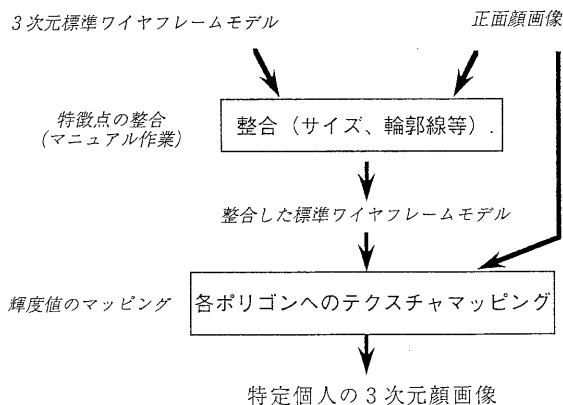 3次元標準ワイヤフレームモデル
正面顔画像
特徴点の整合
(マニュアル作業)
整合(サイズ、輪郭線等).
整合した標準ワイヤフレームモデル
輝度値のマッピング
各ポリゴンへのテクスチャマッピング
特定個人の3次元顔画像